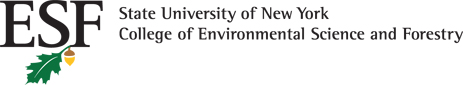 ESF
State University of New York
College of Environmental Science and Forestry